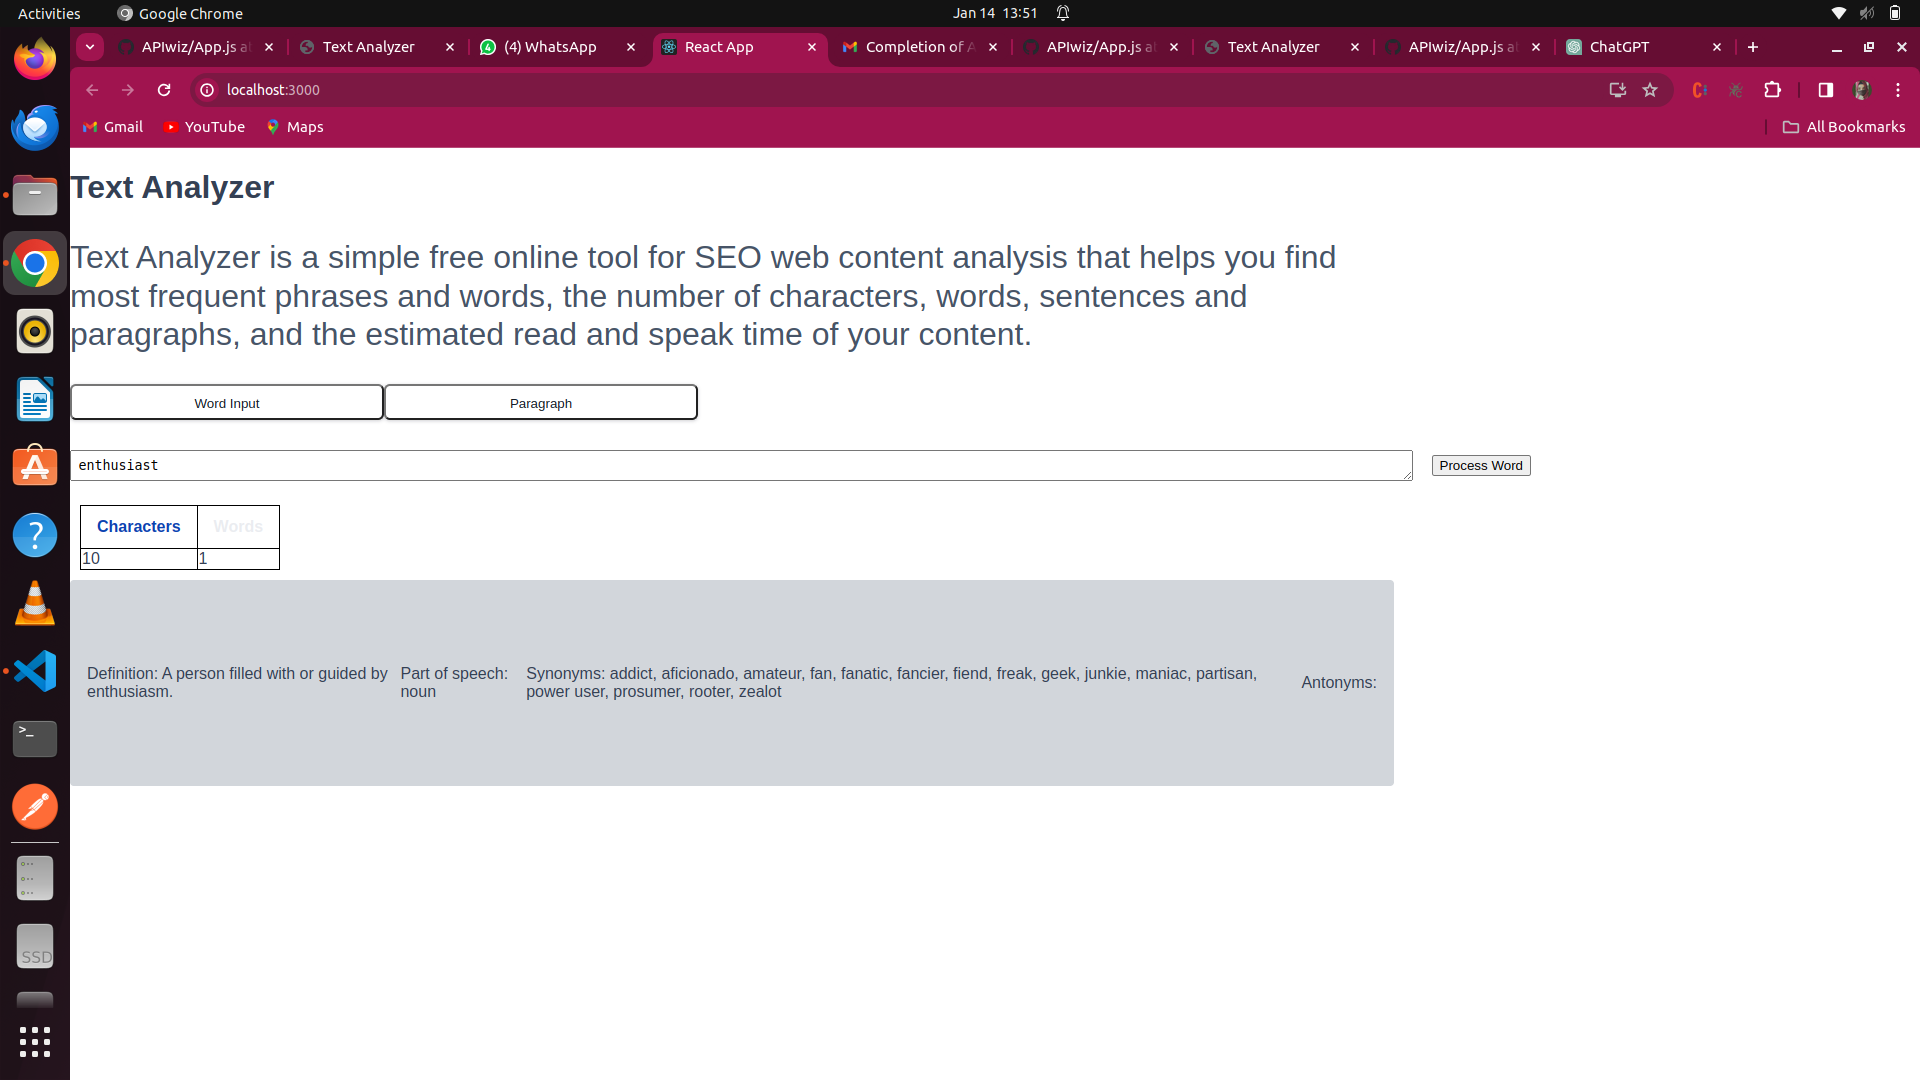 Activities Google Chrome Jan 14 13:51
APIwiz/App.js at Text Analyzer (4) WhatsApp React App Completion of A APIwiz/App.js at Text Analyzer APIwiz/App.js at ChatGPT
localhost:3000
Gmail YouTube Maps All Bookmarks
Text Analyzer
Text Analyzer is a simple free online tool for SEO web content analysis that helps you find
most frequent phrases and words, the number of characters, words, sentences and
paragraphs, and the estimated read and speak time of your content.
Word Input Paragraph
enthusiast Process Word
Characters Words
10 1
Definition: A person filled with or guided by
enthusiasm.
Part of speech:
noun
Synonyms: addict, aficionado, amateur, fan, fanatic, fancier, fiend, freak, geek, junkie, maniac, partisan,
power user, prosumer, rooter, zealot
Antonyms:
SSD